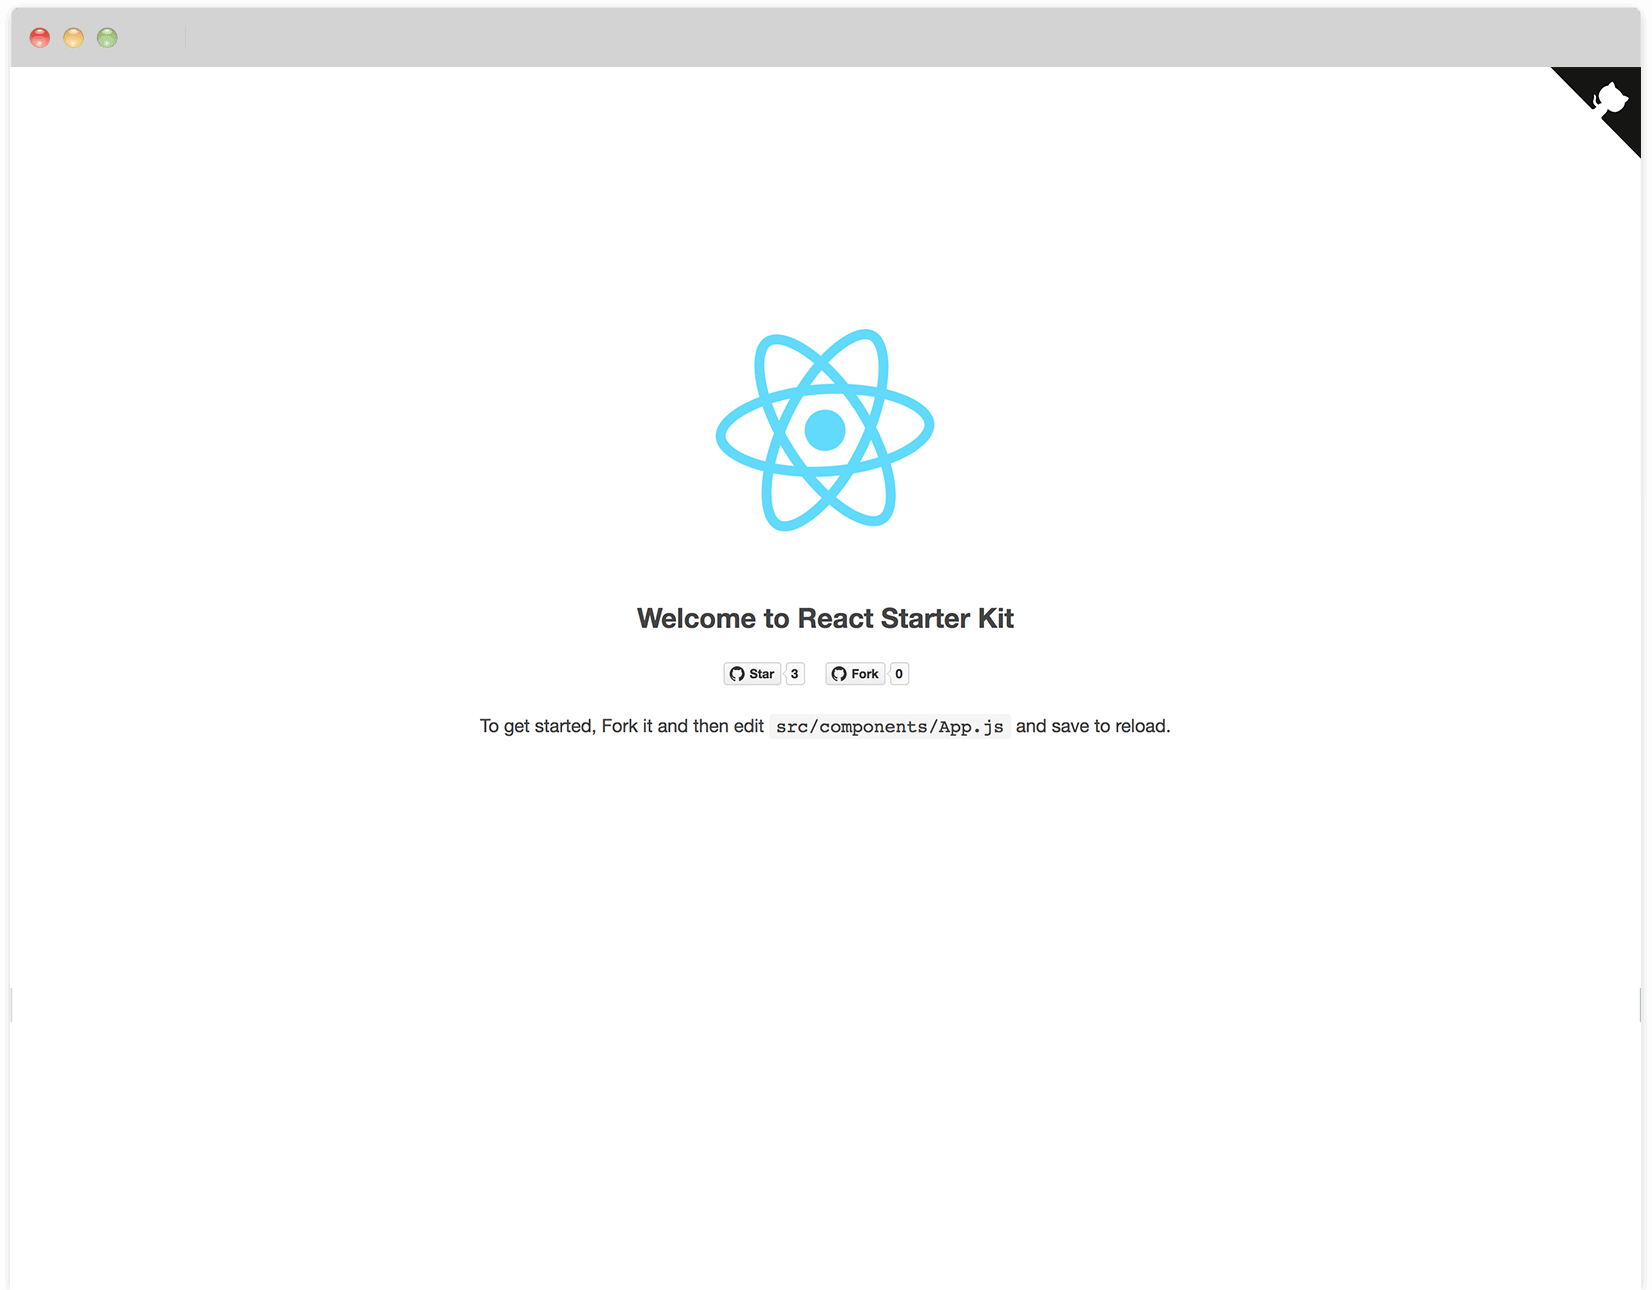 Welcome to React Starter Kit
Star 3 Fork 0
To get started, Fork it and then edit src/components/App.js and save to reload.